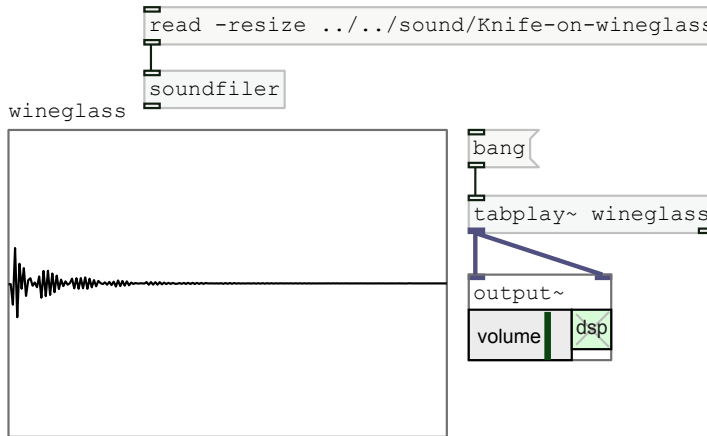 read -resize ../../sound/Knife-on-wineglass
soundfiler
wineglass
bang
tabplay~ wineglass
output~
volume
dsp